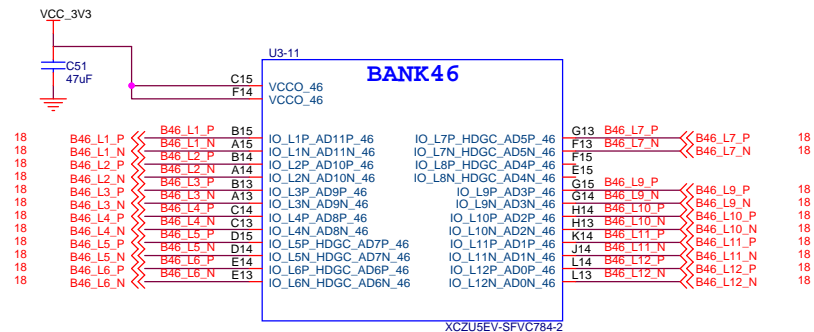 VCC_3V3
C51
47uF
U3-11
BANK46
C15 VCCO_46
F14 VCCO_46
18 B46_L1_P B46_L1_P B15 IO_L1P_AD11P_46 IO_L7P_HDGC_AD5P_46 G13 B46_L7_P B46_L7_P 18
18 B46_L1_N B46_L1_N A15 IO_L1N_AD11N_46 IO_L7N_HDGC_AD5N_46 F13 B46_L7_N B46_L7_N 18
18 B46_L2_P B46_L2_P B14 IO_L2P_AD10P_46 IO_L8P_HDGC_AD4P_46 F15
18 B46_L2_N B46_L2_N A14 IO_L2N_AD10N_46 IO_L8N_HDGC_AD4N_46 E15
18 B46_L3_P B46_L3_P B13 IO_L3P_AD9P_46 IO_L9P_AD3P_46 G15 B46_L9_P B46_L9_P 18
18 B46_L3_N B46_L3_N A13 IO_L3N_AD9N_46 IO_L9N_AD3N_46 G14 B46_L9_N B46_L9_N 18
18 B46_L4_P B46_L4_P C14 IO_L4P_AD8P_46 IO_L10P_AD2P_46 H14 B46_L10_P B46_L10_P 18
18 B46_L4_N B46_L4_N C13 IO_L4N_AD8N_46 IO_L10N_AD2N_46 H13 B46_L10_N B46_L10_N 18
18 B46_L5_P B46_L5_P D15 IO_L5P_HDGC_AD7P_46 IO_L11P_AD1P_46 K14 B46_L11_P B46_L11_P 18
18 B46_L5_N B46_L5_N D14 IO_L5N_HDGC_AD7N_46 IO_L11N_AD1N_46 J14 B46_L11_N B46_L11_N 18
18 B46_L6_P B46_L6_P E14 IO_L6P_HDGC_AD6P_46 IO_L12P_AD0P_46 L14 B46_L12_P B46_L12_P 18
18 B46_L6_N B46_L6_N E13 IO_L6N_HDGC_AD6N_46 IO_L12N_AD0N_46 L13 B46_L12_N B46_L12_N 18
XCZU5EV-SFVC784-2